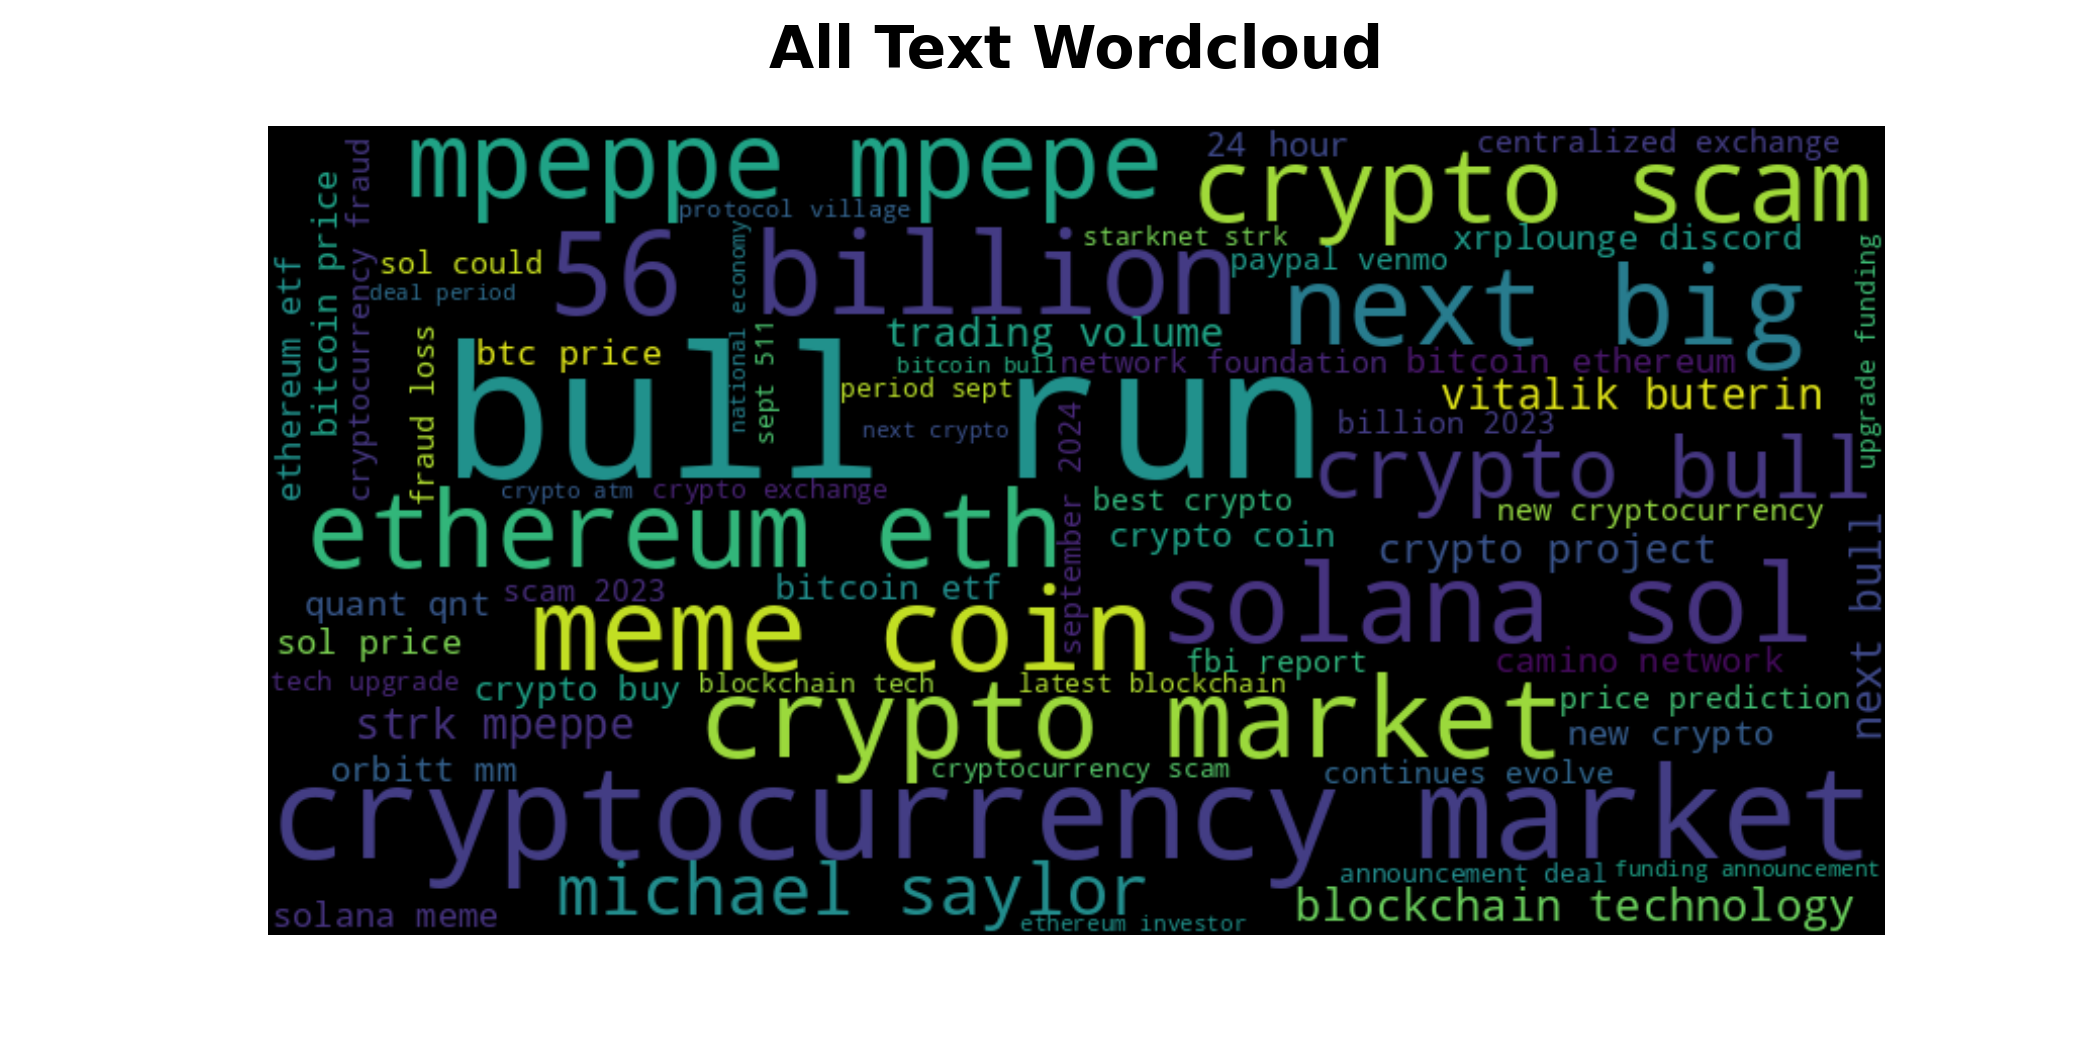 All Text Wordcloud
mpeppe mpepe
24 hour
centralized exchange
crypto scam
protocol village
cryptocurrency fraud
bitcoin price
ethereum etf
sol could
deal period
56 billion
national economy
starknet strk
xrplounge discord
paypal venmo
next big
upgrade funding
trading volume
sept 511
fraud loss
btc price
bull run
bitcoin bull
network foundation
bitcoin ethereum
period sept
vitalik buterin
next crypto
billion 2023
september 2024
crypto bull
crypto atm
crypto exchange
ethereum eth
best crypto
new cryptocurrency
crypto coin
crypto project
next bull
bitcoin etf
scam 2023
quant qnt
meme coin
solana sol
sol price
fbi report
camino network
tech upgrade
crypto buy
blockchain tech
latest blockchain
price prediction
strk mpeppe
crypto market
new crypto
orbitt mm
cryptocurrency scam
continues evolve
cryptocurrency market
michael saylor
announcement deal
funding announcement
solana meme
ethereum investor
blockchain technology